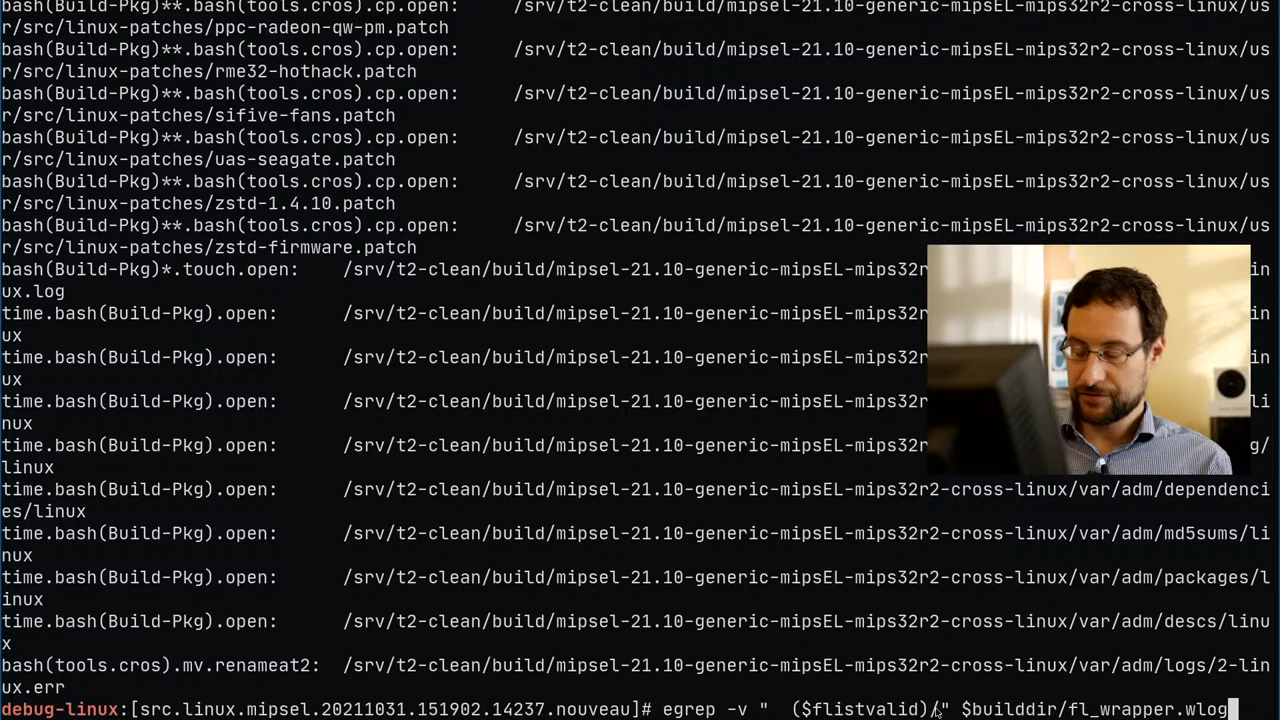 bash(Build-Pkg)**.bash(tools.cros).cp.open:     /srv/t2-clean/build/mipsel-21.10-generic-mipsEL-mips32r2-cross-linux/us
r/src/linux-patches/ppc-radeon-qw-pm.patch
bash(Build-Pkg)**.bash(tools.cros).cp.open:     /srv/t2-clean/build/mipsel-21.10-generic-mipsEL-mips32r2-cross-linux/us
r/src/linux-patches/rme32-hothack.patch
bash(Build-Pkg)**.bash(tools.cros).cp.open:     /srv/t2-clean/build/mipsel-21.10-generic-mipsEL-mips32r2-cross-linux/us
r/src/linux-patches/sifive-fans.patch
bash(Build-Pkg)**.bash(tools.cros).cp.open:     /srv/t2-clean/build/mipsel-21.10-generic-mipsEL-mips32r2-cross-linux/us
r/src/linux-patches/uas-seagate.patch
bash(Build-Pkg)**.bash(tools.cros).cp.open:     /srv/t2-clean/build/mipsel-21.10-generic-mipsEL-mips32r2-cross-linux/us
r/src/linux-patches/zstd-1.4.10.patch
bash(Build-Pkg)**.bash(tools.cros).cp.open:     /srv/t2-clean/build/mipsel-21.10-generic-mipsEL-mips32r2-cross-linux/us
r/src/linux-patches/zstd-firmware.patch
bash(Build-Pkg)*.touch.open:    /srv/t2-clean/build/mipsel-21.10-generic-mipsEL-mips32r in
ux.log
time.bash(Build-Pkg).open:      /srv/t2-clean/build/mipsel-21.10-generic-mipsEL-mips32r in
ux
time.bash(Build-Pkg).open:      /srv/t2-clean/build/mipsel-21.10-generic-mipsEL-mips32r in
ux
time.bash(Build-Pkg).open:      /srv/t2-clean/build/mipsel-21.10-generic-mipsEL-mips32r li
nux
time.bash(Build-Pkg).open:      /srv/t2-clean/build/mipsel-21.10-generic-mipsEL-mips32r g/
linux
time.bash(Build-Pkg).open:      /srv/t2-clean/build/mipsel-21.10-generic-mipsEL-mips32r2-cross-linux/var/adm/dependenci
es/linux
time.bash(Build-Pkg).open:      /srv/t2-clean/build/mipsel-21.10-generic-mipsEL-mips32r2-cross-linux/var/adm/md5sums/li
nux
time.bash(Build-Pkg).open:      /srv/t2-clean/build/mipsel-21.10-generic-mipsEL-mips32r2-cross-linux/var/adm/packages/l
inux
time.bash(Build-Pkg).open:      /srv/t2-clean/build/mipsel-21.10-generic-mipsEL-mips32r2-cross-linux/var/adm/descs/linu
x
bash(tools.cros).mv.renameat2:  /srv/t2-clean/build/mipsel-21.10-generic-mipsEL-mips32r2-cross-linux/var/adm/logs/2-lin
ux.err
debug-linux:[src.linux.mipsel.20211031.151902.14237.nouveau]# egrep -v "  ($flistvalid)/" $builddir/fl_wrapper.wlog